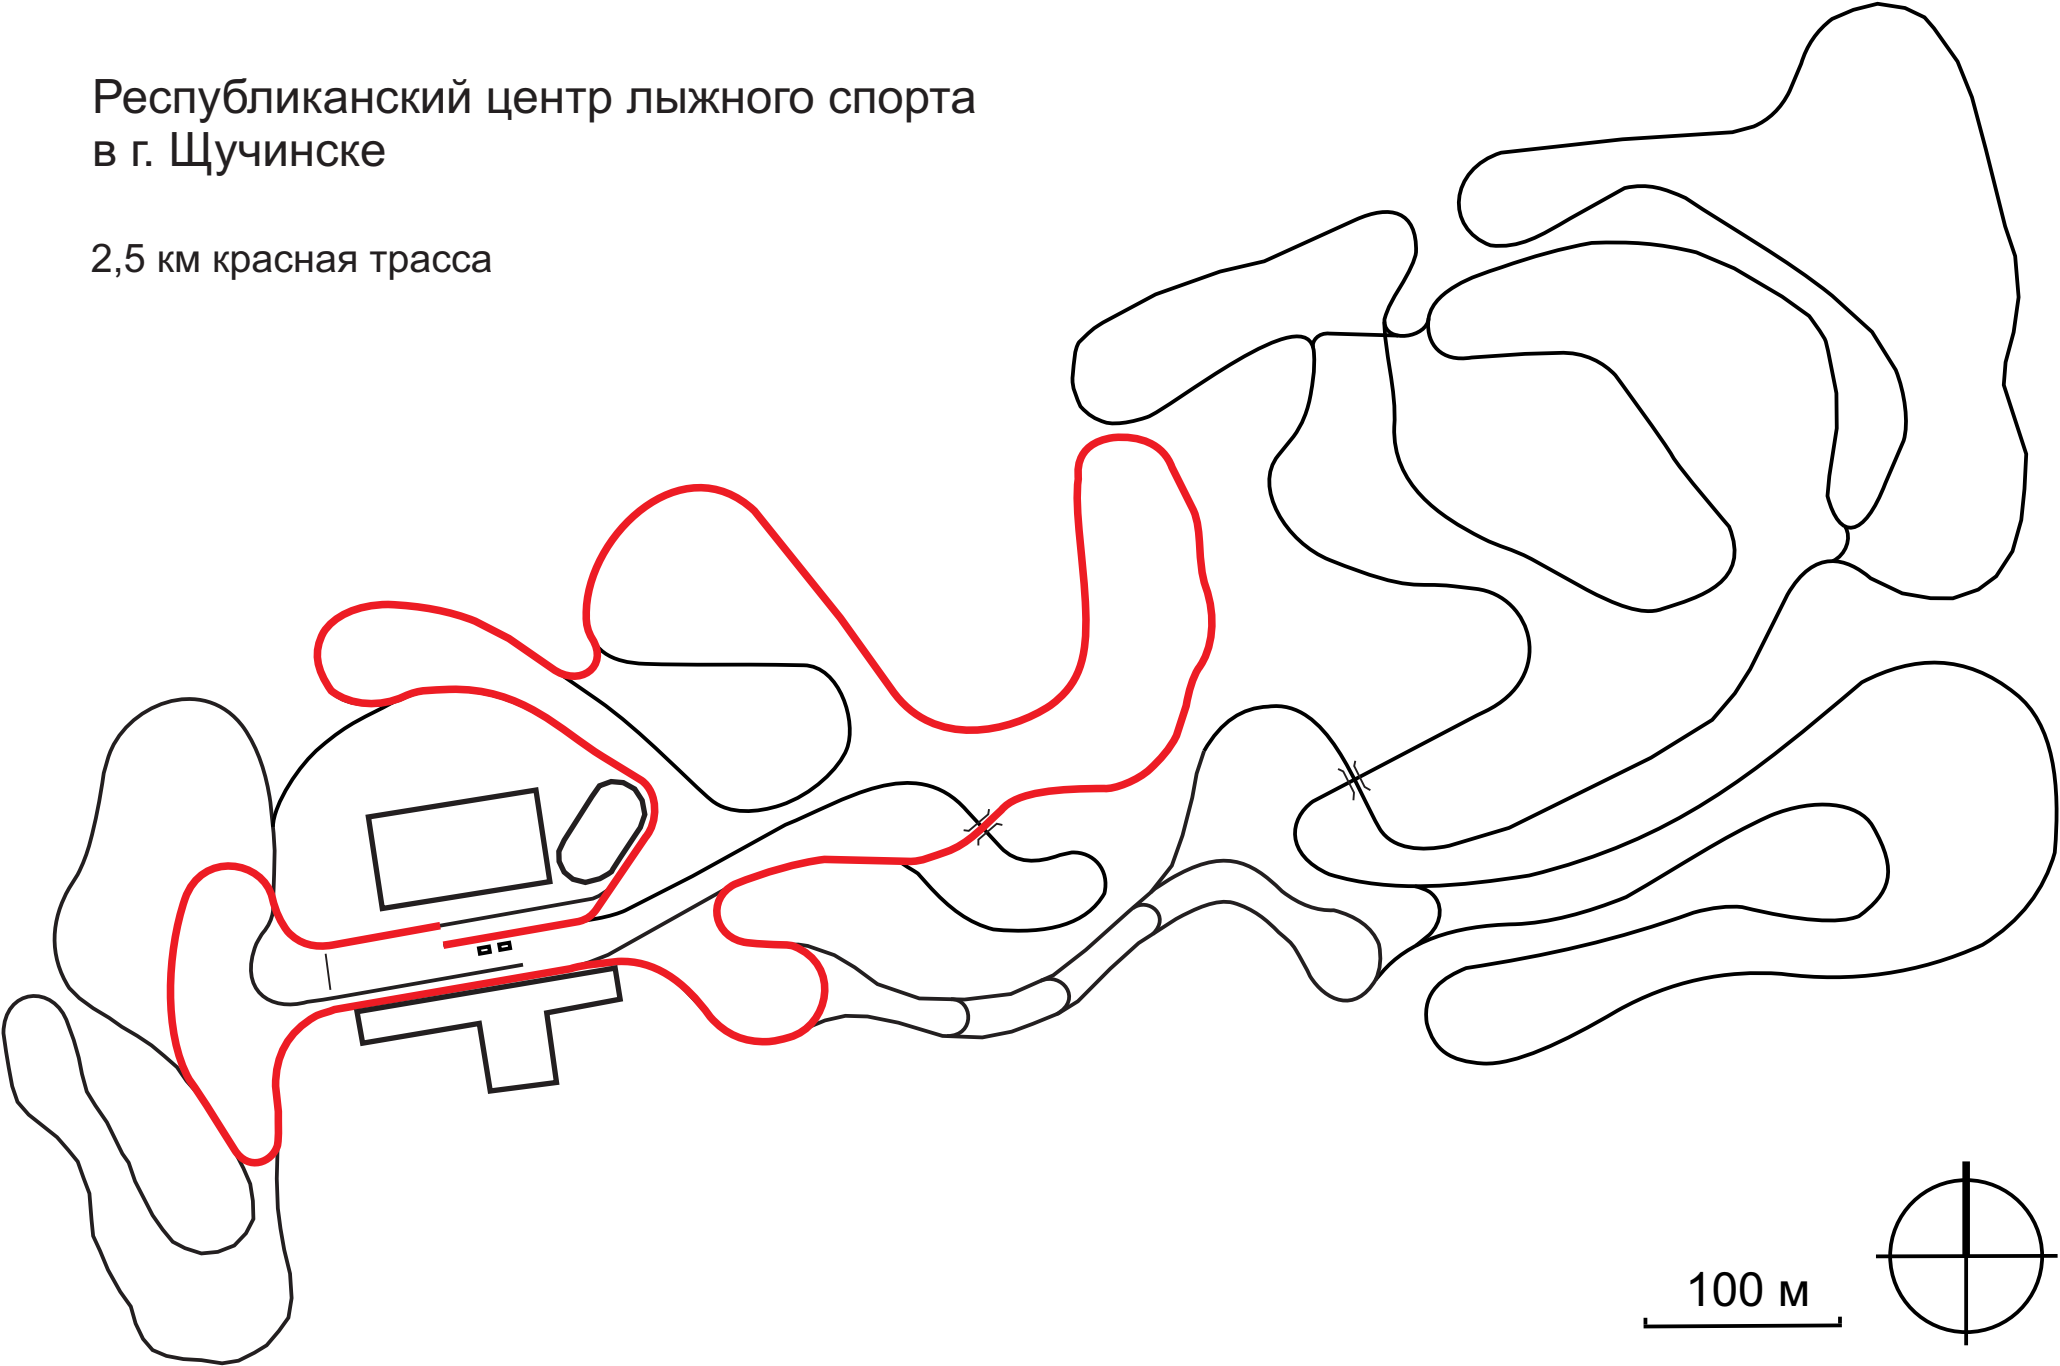 Республиканский центр лыжного спорта
в г. Щучинске
2,5 км красная трасса
100 м